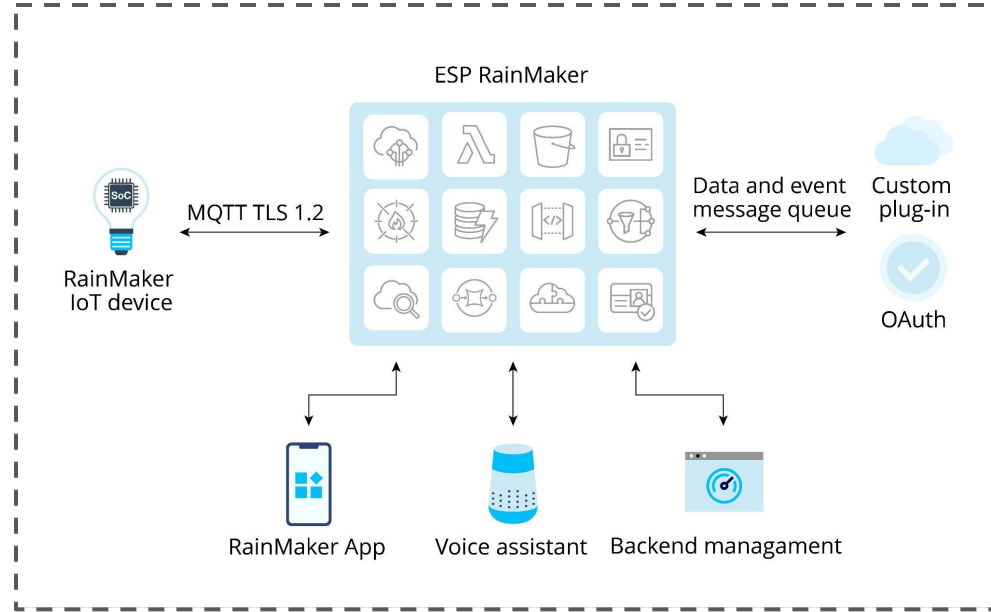 ESP RainMaker
SoC
MQTT TLS 1.2
RainMaker
IoT device
Data and event
message queue
Custom
plug-in
OAuth
</>
RainMaker App
Voice assistant
Backend managament